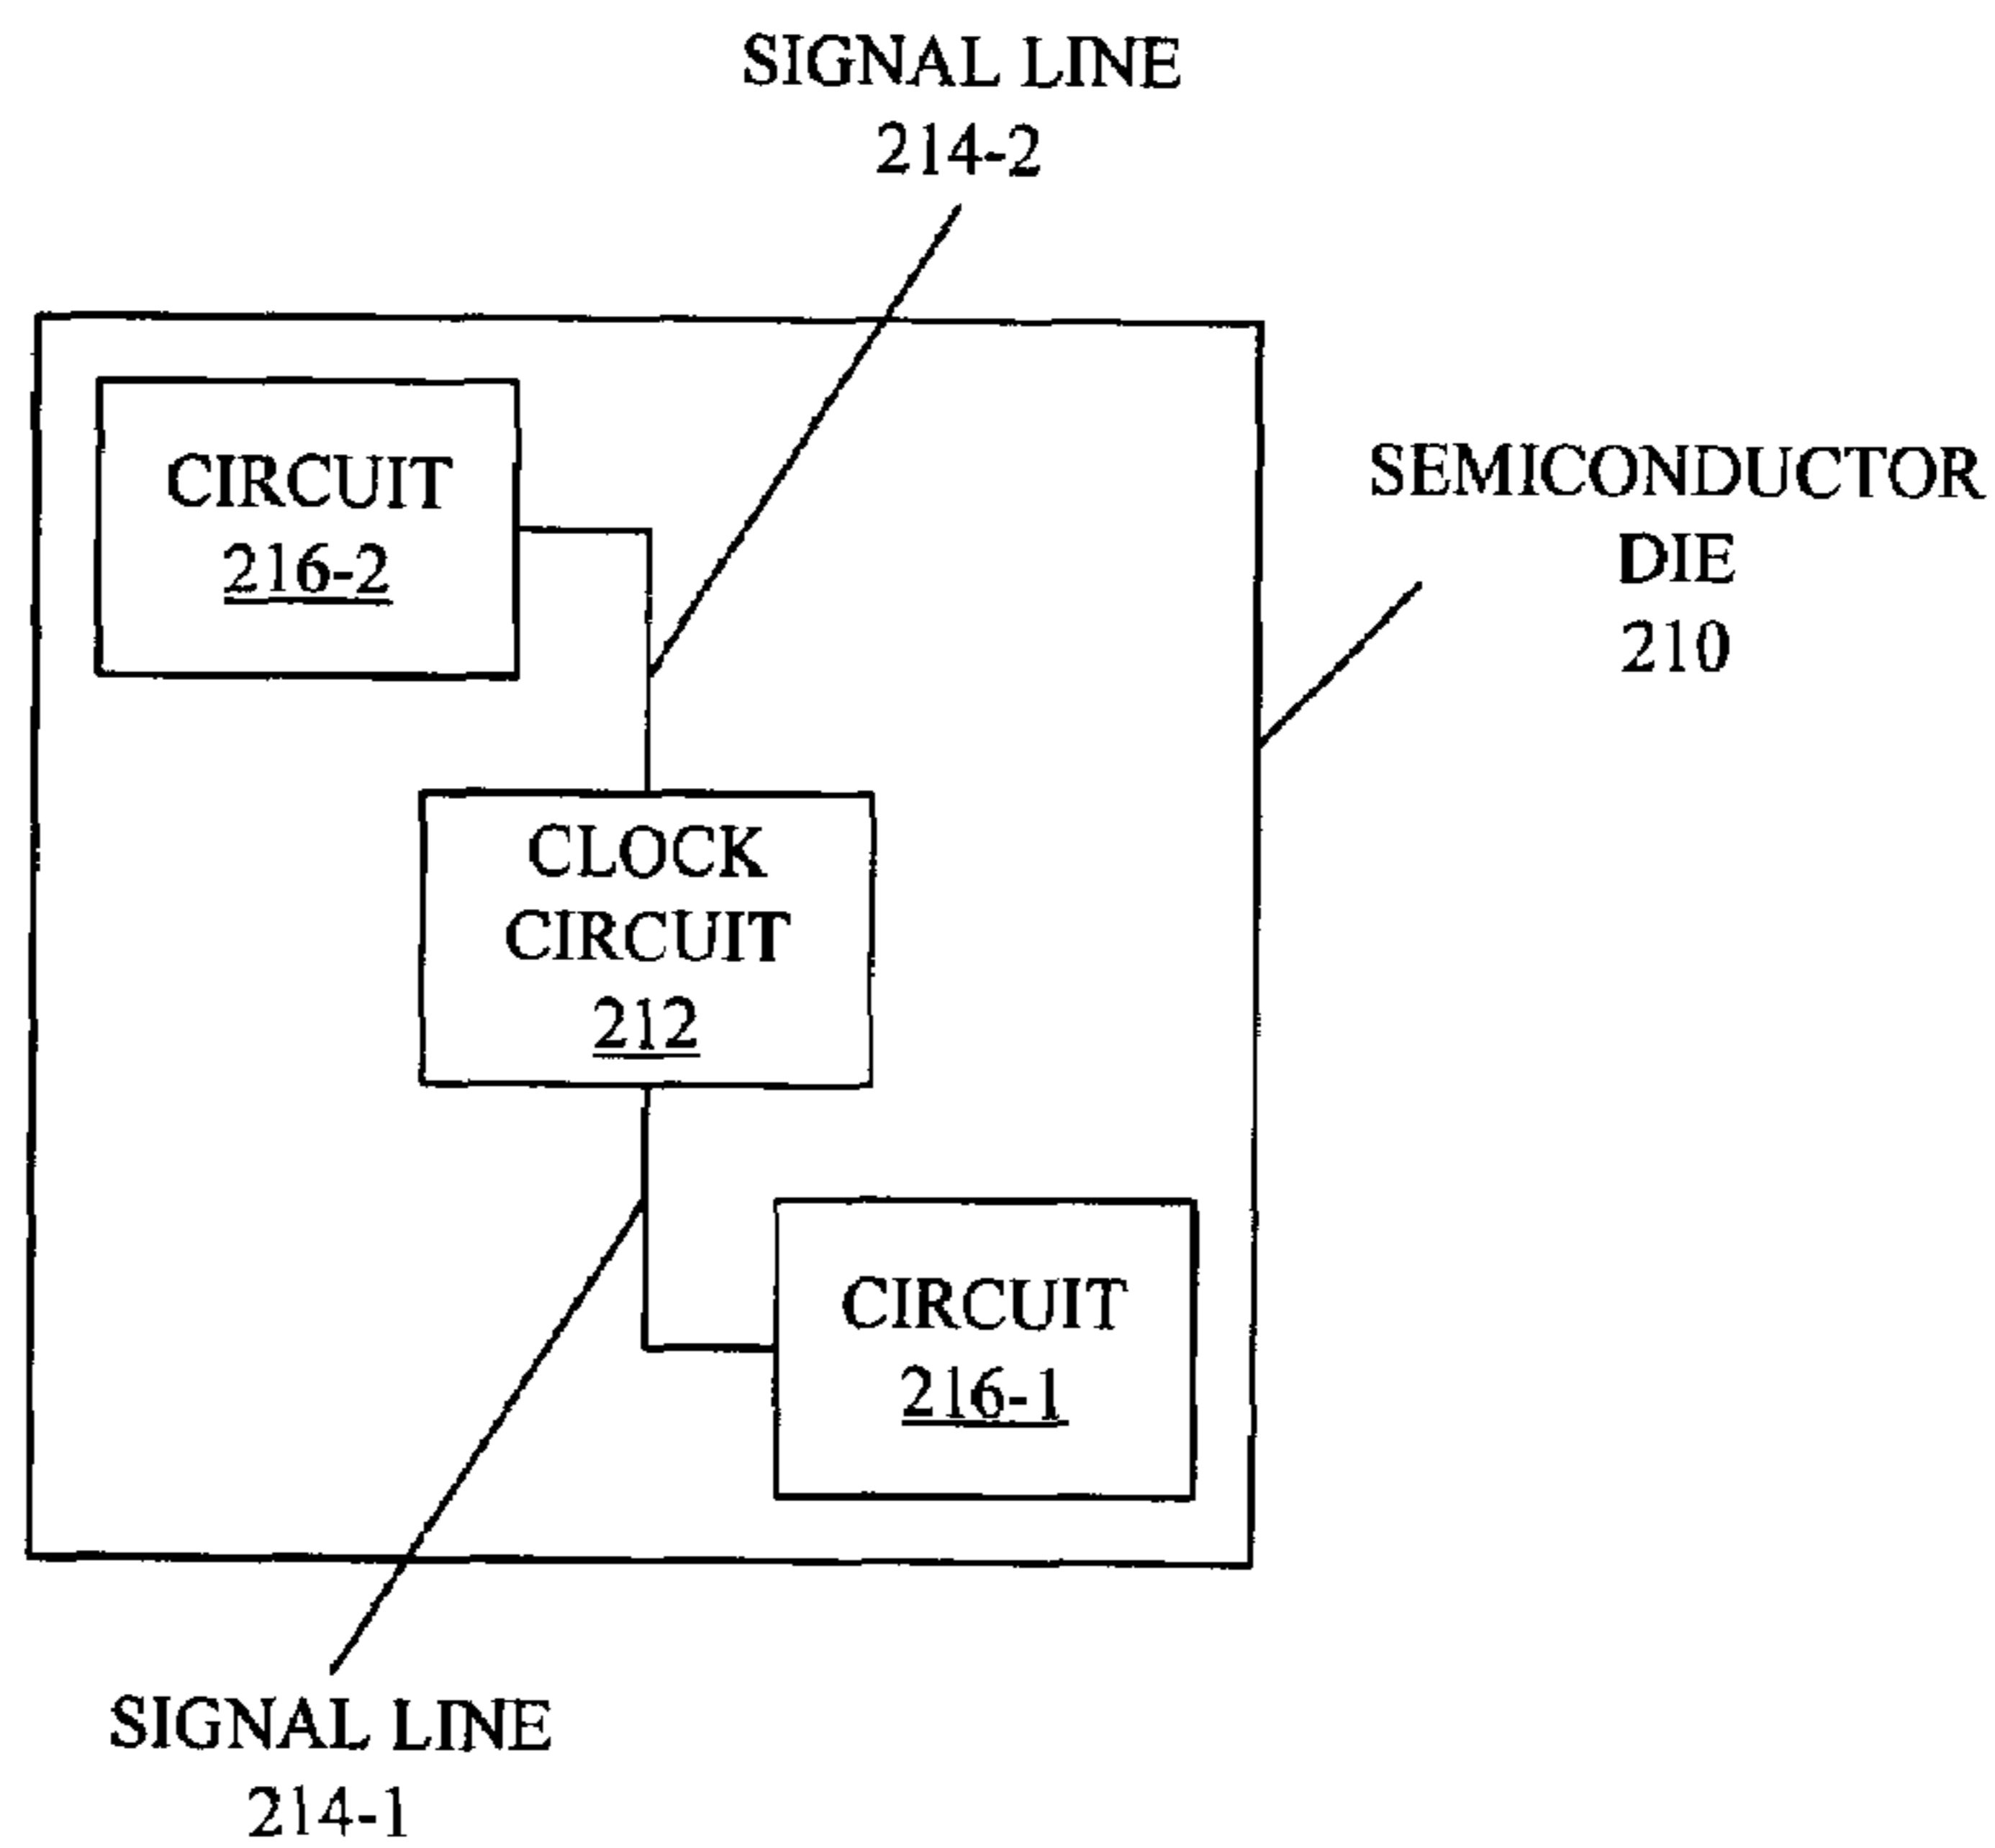 SIGNAL LINE
214-2
CIRCUIT
216-2
SEMICONDUCTOR
DIE
210
CLOCK
CIRCUIT
212
CIRCUIT
216-1
SIGNAL LINE
214-1